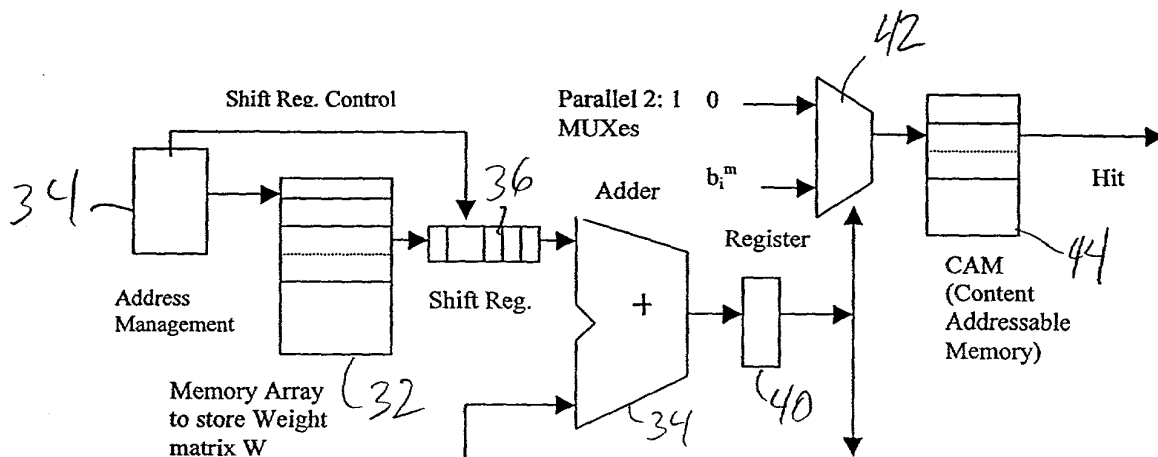 42
Shift Reg. Control
Parallel 2: 1 0
MUXes
34
36
Adder
b_i^m
Hit
Register
44
Address
Management
Shift Reg.
+
CAM
(Content
Addressable
Memory)
32
34
40
Memory Array
to store Weight
matrix W